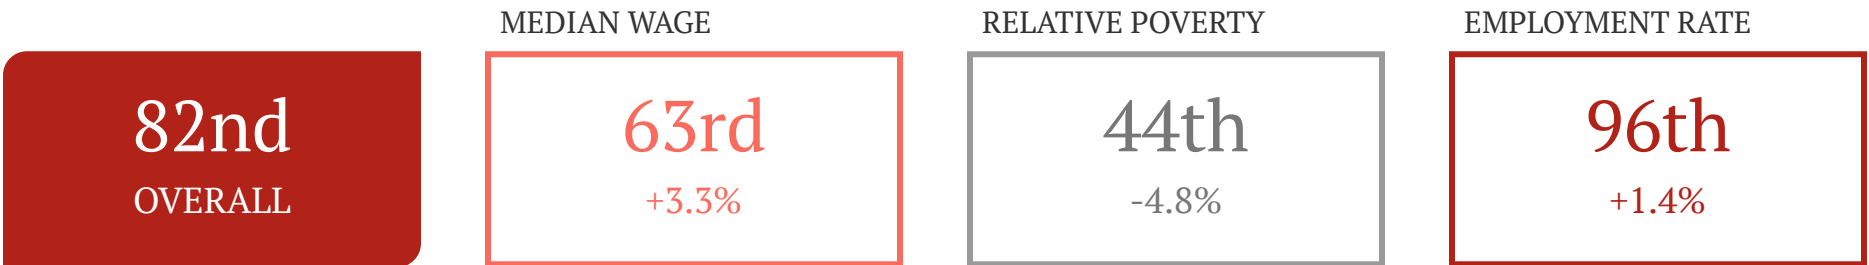 82nd
OVERALL
MEDIAN WAGE
63rd
+3.3%
RELATIVE POVERTY
44th
-4.8%
EMPLOYMENT RATE
96th
+1.4%